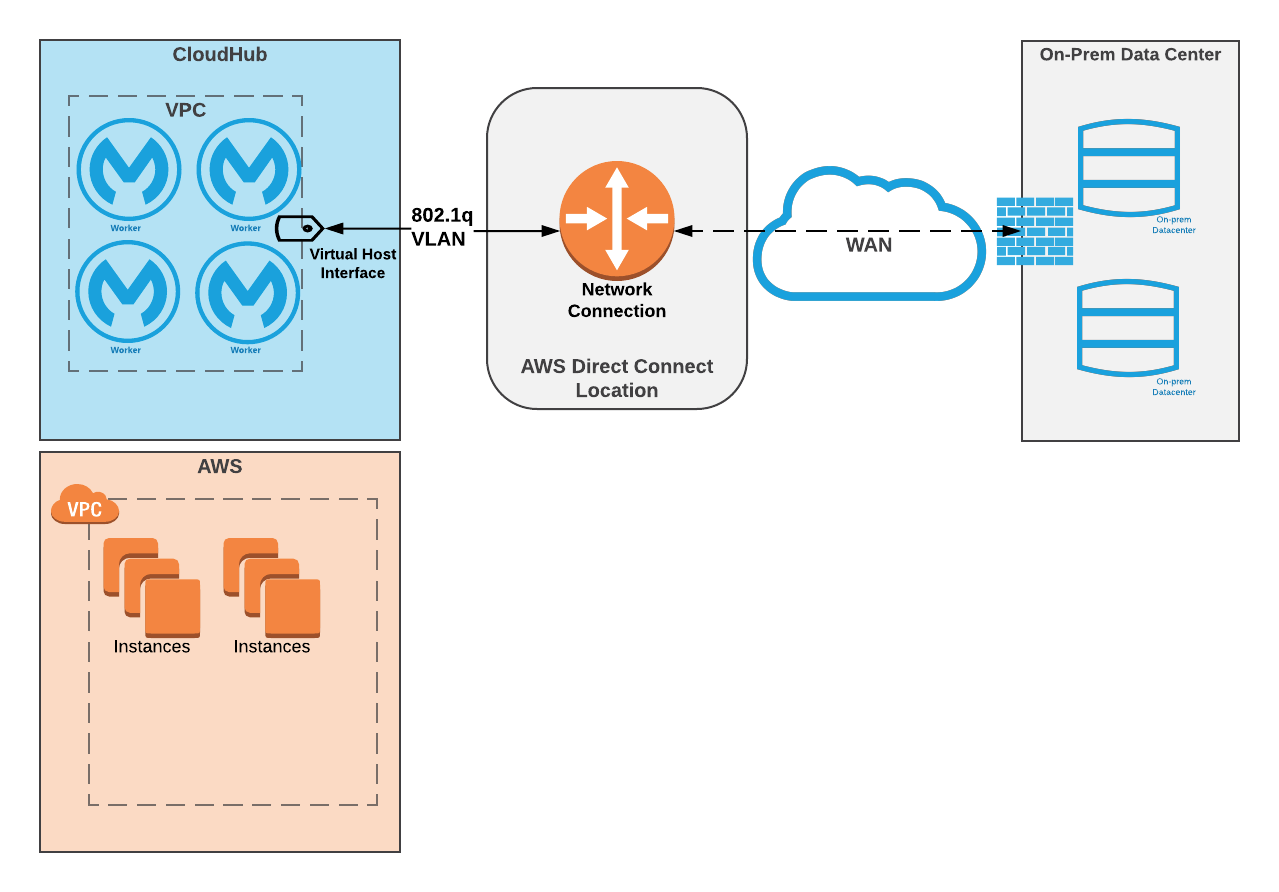 CloudHub
VPC
Worker
Worker
Worker
Worker
Virtual Host
Interface
802.1q
VLAN
Network
Connection
AWS Direct Connect
Location
WAN
On-Prem Data Center
On-prem
Datacenter
On-prem
Datacenter
AWS
VPC
Instances
Instances